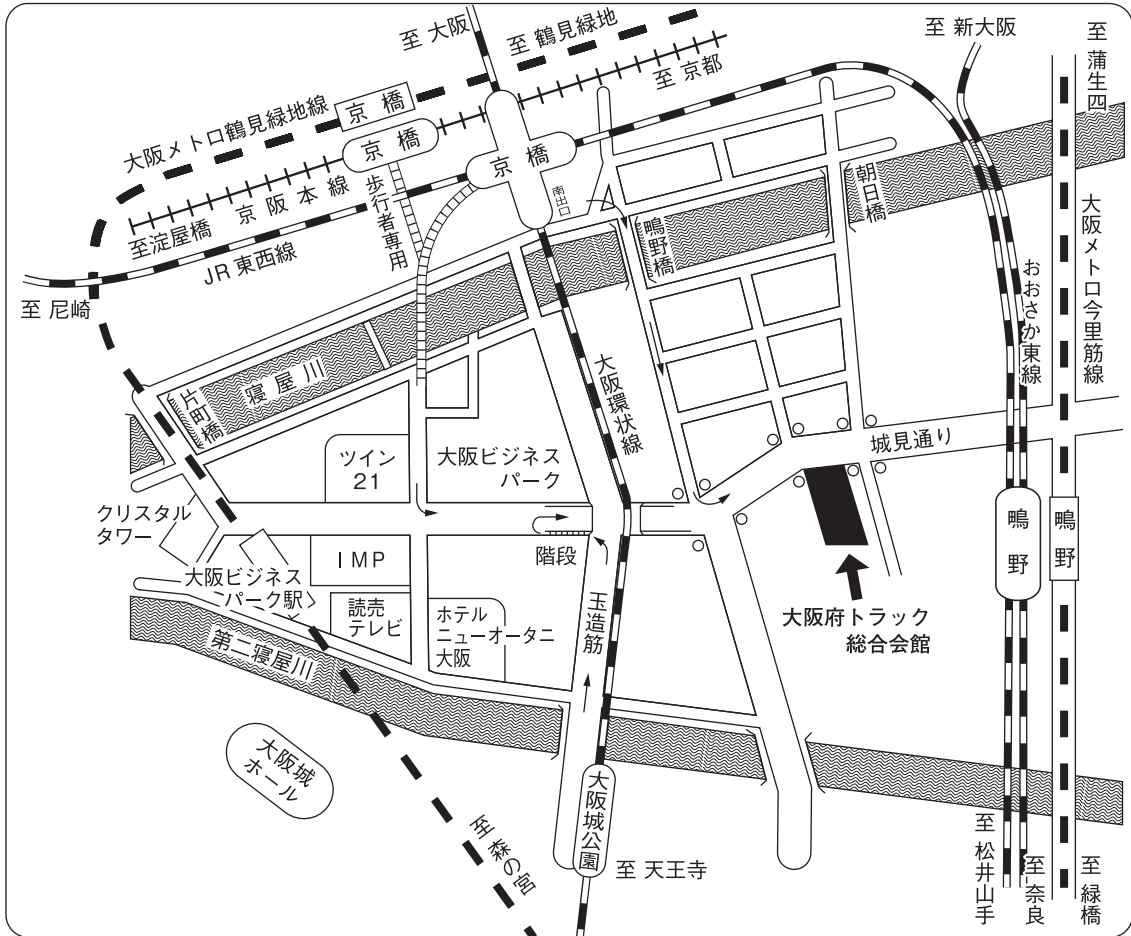 至 大阪
至 鶴見緑地
至 新大阪
至 蒲生四
至 京都
大阪メトロ鶴見緑地線
京橋
京橋
京橋
京阪本線
至淀屋橋
歩行者専用
南出口
JR東西線
至 尼崎
鴫野橋
朝日橋
大阪メトロ今里筋線
おおさか東線
片町橋
寝屋川
大阪環状線
城見通り
ツイン
21
大阪ビジネス
パーク
クリスタル
タワー
階段
鴫野
鴫野
IMP
大阪ビジネス
パーク駅
読売
テレビ
ホテル
ニューオータニ
大阪
玉造筋
大阪府トラック
総合会館
第二寝屋川
大阪城
ホール
大阪城公園
至森の宮
至 天王寺
至 松井山手
至奈良
至 緑橋